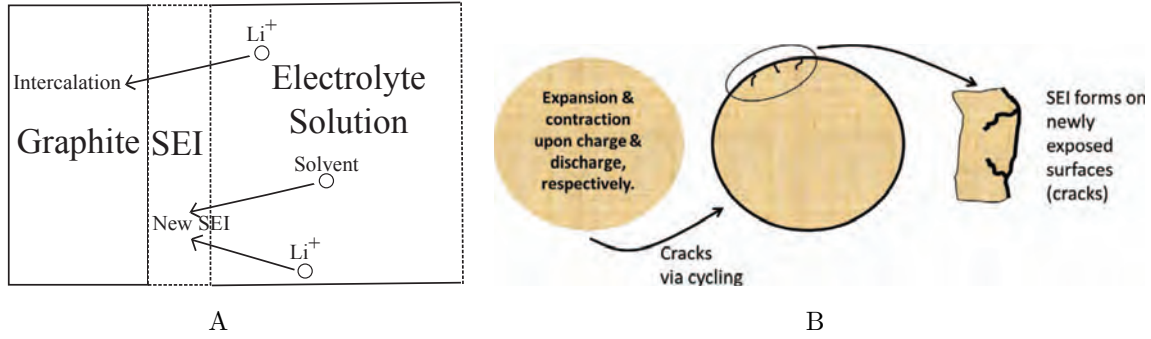 Li+
Intercalation
Electrolyte
Solution
Graphite
SEI
Solvent
New SEI
Li+
A
Expansion &
contraction
upon charge &
discharge,
respectively.
Cracks
via cycling
SEI forms on
newly
exposed
surfaces
(cracks)
B